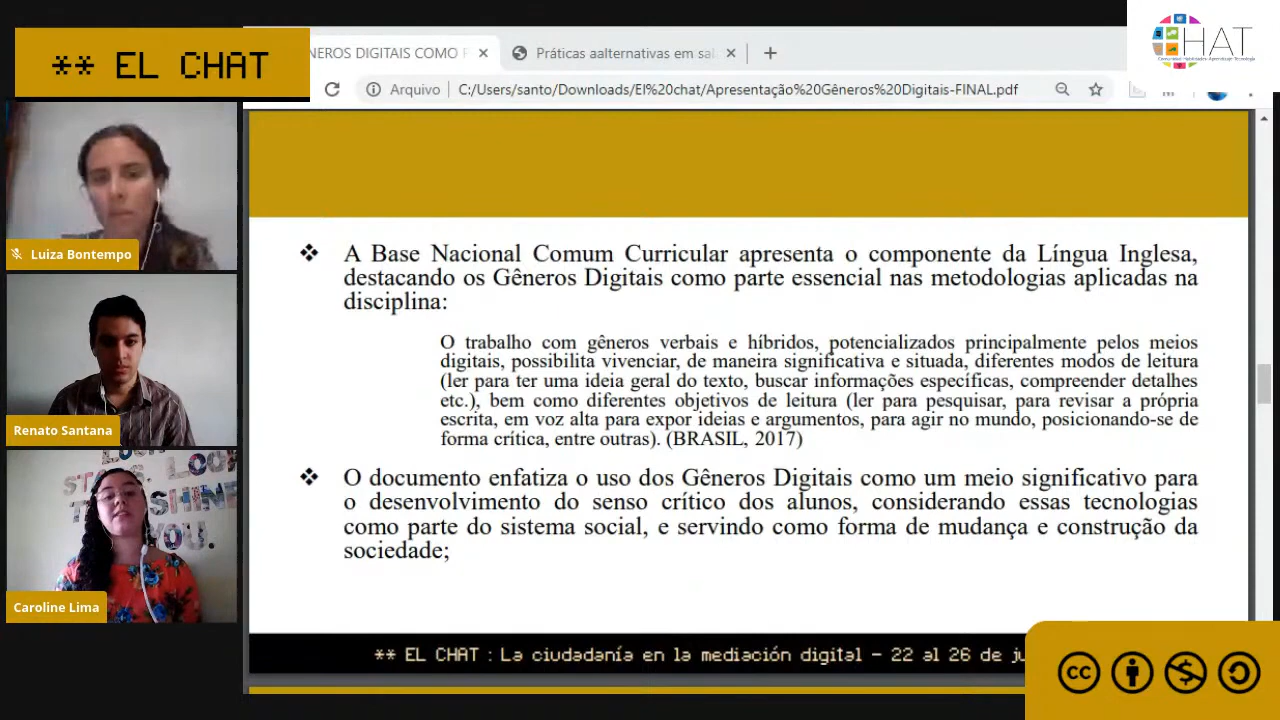 ** EL CHAT
NEROS DIGITAIS COMO
Práticas aalternativas em sal
Arquivo
C:/Users/santo/Downloads/El%20chat/Apresentação%20Gêneros%20Digitais-FINAL.pdf
CHAT
Luiza Bontempo
Renato Santana
Caroline Lima
A Base Nacional Comum Curricular apresenta o componente da Língua Inglesa,
destacando os Gêneros Digitais como parte essencial nas metodologias aplicadas na
disciplina:
O trabalho com gêneros verbais e híbridos, potencializados principalmente pelos meios
digitais, possibilita vivenciar, de maneira significativa e situada, diferentes modos de leitura
(ler para ter uma ideia geral do texto, buscar informações específicas, compreender detalhes
etc.), bem como diferentes objetivos de leitura (ler para pesquisar, para revisar a própria
escrita, em voz alta para expor ideias e argumentos, para agir no mundo, posicionando-se de
forma crítica, entre outras). (BRASIL, 2017)
O documento enfatiza o uso dos Gêneros Digitais como um meio significativo para
o desenvolvimento do senso crítico dos alunos, considerando essas tecnologias
como parte do sistema social, e servindo como forma de mudança e construção da
sociedade;
** EL CHAT : La ciudadanía en la mediación digital – 22 al 26 de ju
cc